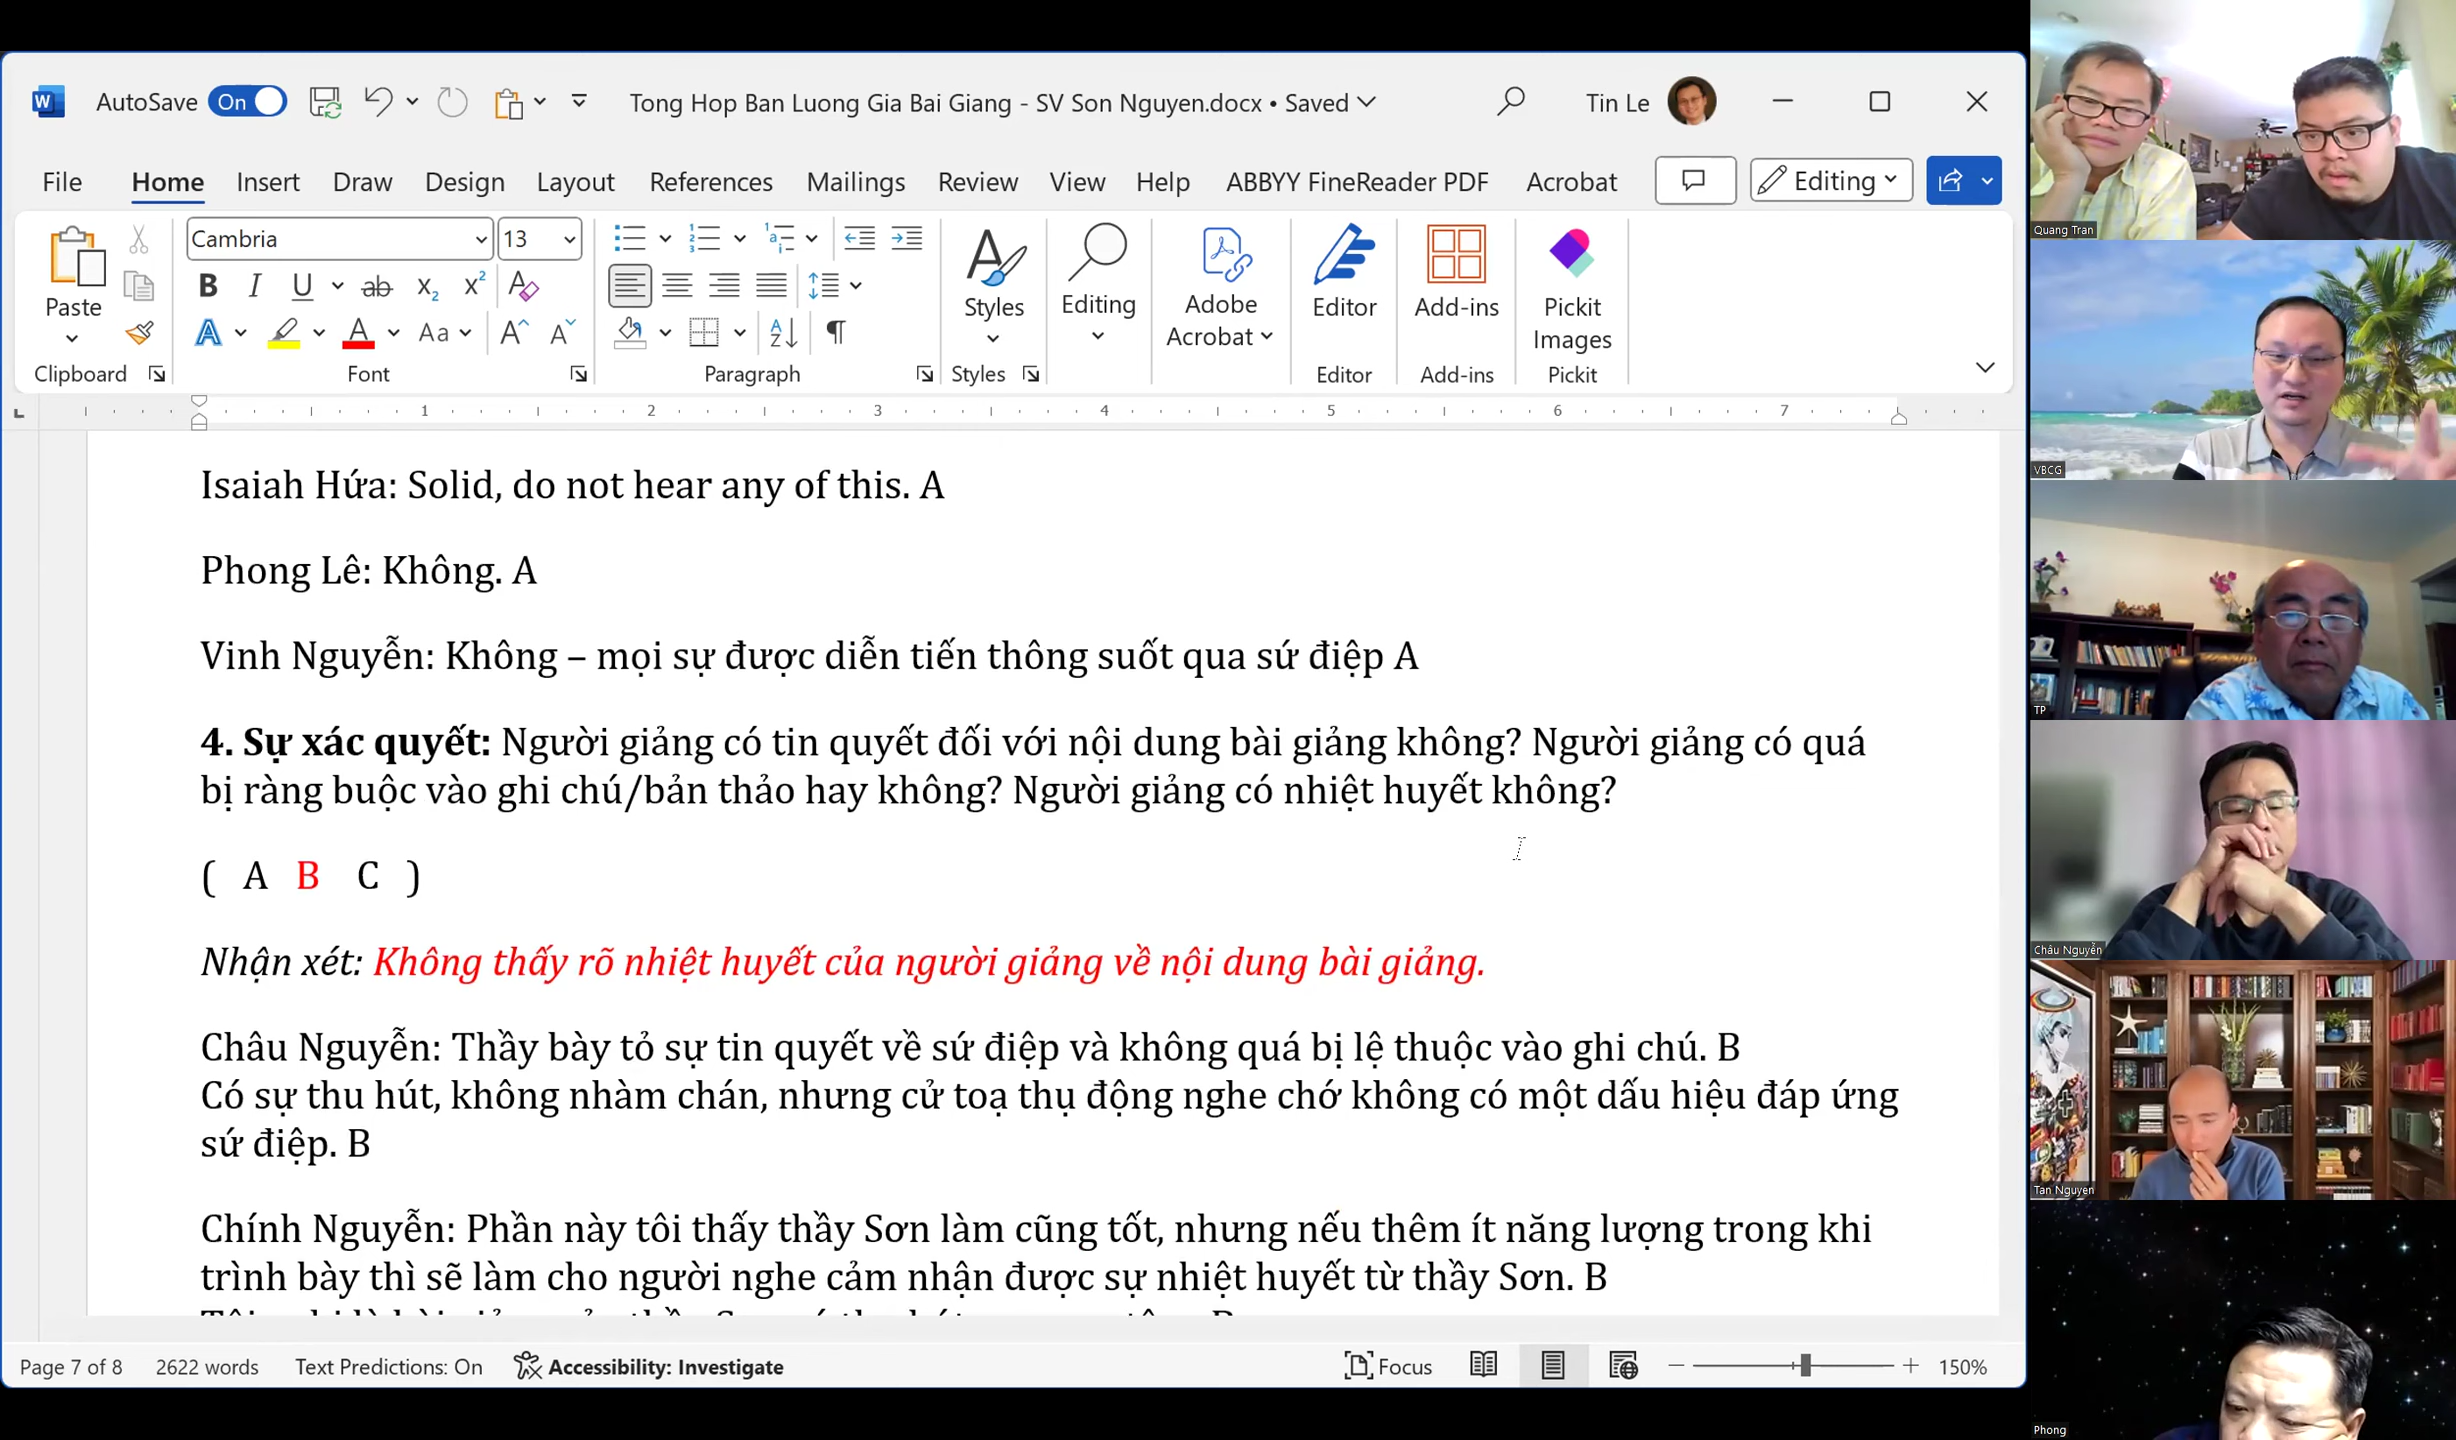 AutoSave On Tong Hop Ban Luong Gia Bai Giang - SV Son Nguyen.docx • Saved Tin Le
File Home Insert Draw Design Layout References Mailings Review View Help ABBYY FineReader PDF Acrobat Editing
Cambria 13
Paste
B I U ab x₂ x² A
A A Aa A A A Z
Styles Editing Adobe Acrobat Editor Add-ins Pickit Images
Clipboard Font Paragraph Styles Editor Add-ins Pickit
1 2 3 4 5 6 7
Isaiah Hứa: Solid, do not hear any of this. A
Phong Lê: Không. A
Vinh Nguyễn: Không – mọi sự được diễn tiến thông suốt qua sứ điệp A
4. Sự xác quyết: Người giảng có tin quyết đối với nội dung bài giảng không? Người giảng có quá
bị ràng buộc vào ghi chú/bản thảo hay không? Người giảng có nhiệt huyết không?
( A B C )
Nhận xét: Không thấy rõ nhiệt huyết của người giảng về nội dung bài giảng.
Châu Nguyễn: Thầy bày tỏ sự tin quyết về sứ điệp và không quá bị lệ thuộc vào ghi chú. B
Có sự thu hút, không nhàm chán, nhưng cử toạ thụ động nghe chớ không có một dấu hiệu đáp ứng
sứ điệp. B
Chính Nguyễn: Phần này tôi thấy thầy Sơn làm cũng tốt, nhưng nếu thêm ít năng lượng trong khi
trình bày thì sẽ làm cho người nghe cảm nhận được sự nhiệt huyết từ thầy Sơn. B
Page 7 of 8 2622 words Text Predictions: On Accessibility: Investigate Focus 150%
Quang Tran
VBCG
TP
Châu Nguyễn
Tan Nguyen
Phong